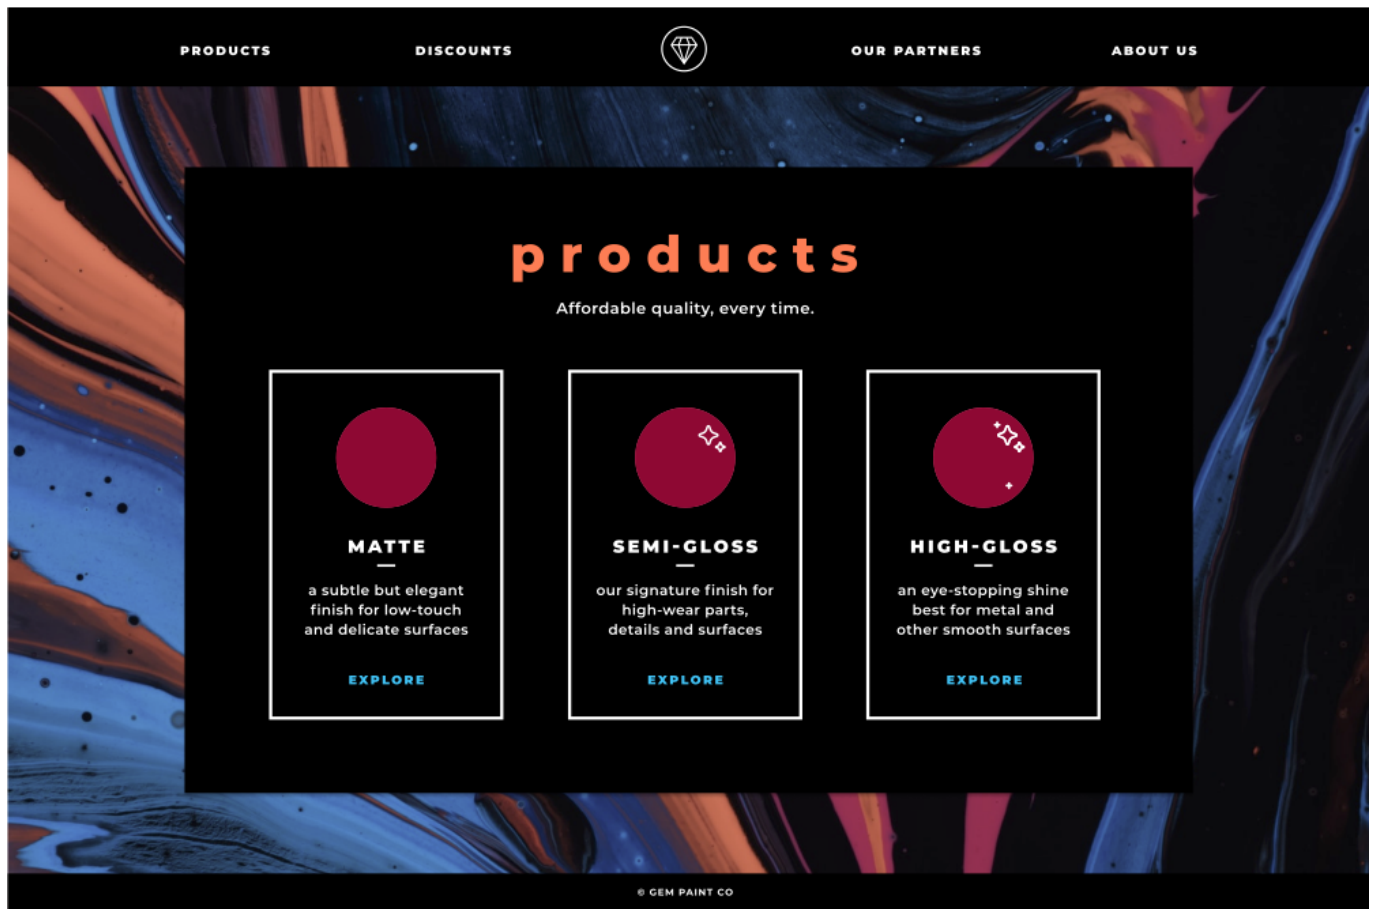 PRODUCTS DISCOUNTS OUR PARTNERS ABOUT US
products
Affordable quality, every time.
MATTE
a subtle but elegant
finish for low-touch
and delicate surfaces
EXPLORE
SEMI-GLOSS
our signature finish for
high-wear parts,
details and surfaces
EXPLORE
HIGH-GLOSS
an eye-stopping shine
best for metal and
other smooth surfaces
EXPLORE
© GEM PAINT CO